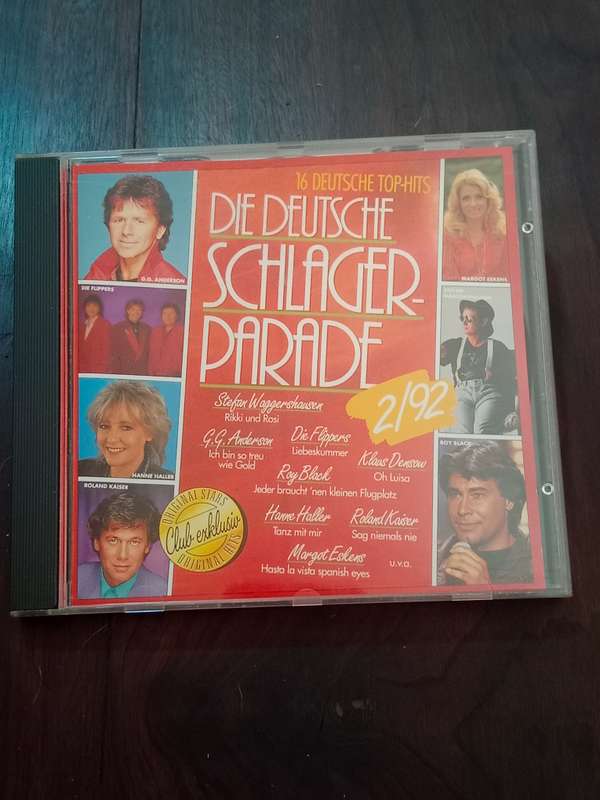 16 DEUTSCHE TOP-HITS
DIE DEUTSCHE
SCHLAGER-
PARADE
2/92
G.G. ANDERSON
DIE FLIPPERS
HANNE HALLER
ROLAND KAISER
MARGOT ESKENS
ROY BLACK
Stefan Waggershausen
Rikki und Rosi
G.G. Anderson
Ich bin so treu
wie Gold
Die Flippers
Liebeskummer
Klaus Densow
Oh Luisa
Roy Black
Jeder braucht 'nen kleinen Flugplatz
Hanne Haller
Tanz mit mir
Roland Kaiser
Sag niemals nie
Margot Eskens
Hasta la vista spanish eyes
u.v.a.
ORIGINAL STARS
Club-exklusiv
ORIGINAL HITS